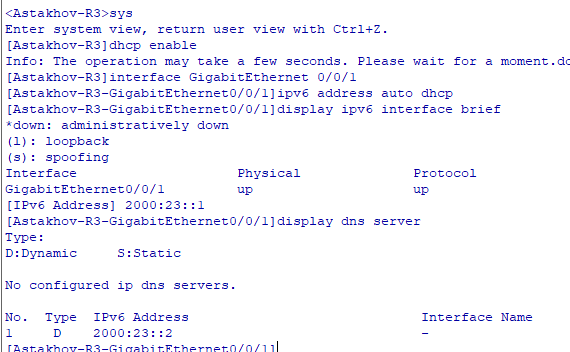 <Astakhov-R3>sys
Enter system view, return user view with Ctrl+Z.
[Astakhov-R3]dhcp enable
Info: The operation may take a few seconds. Please wait for a moment.do
[Astakhov-R3]interface GigabitEthernet 0/0/1
[Astakhov-R3-GigabitEthernet0/0/1]ipv6 address auto dhcp
[Astakhov-R3-GigabitEthernet0/0/1]display ipv6 interface brief
*down: administratively down
(l): loopback
(s): spoofing
Interface Physical Protocol
GigabitEthernet0/0/1 up up
[IPv6 Address] 2000:23::1
[Astakhov-R3-GigabitEthernet0/0/1]display dns server
Type:
D:Dynamic S:Static
No configured ip dns servers.
No. Type IPv6 Address Interface Name
1 D 2000:23::2 -
[Astakhov-R3-GigabitEthernet0/0/1]